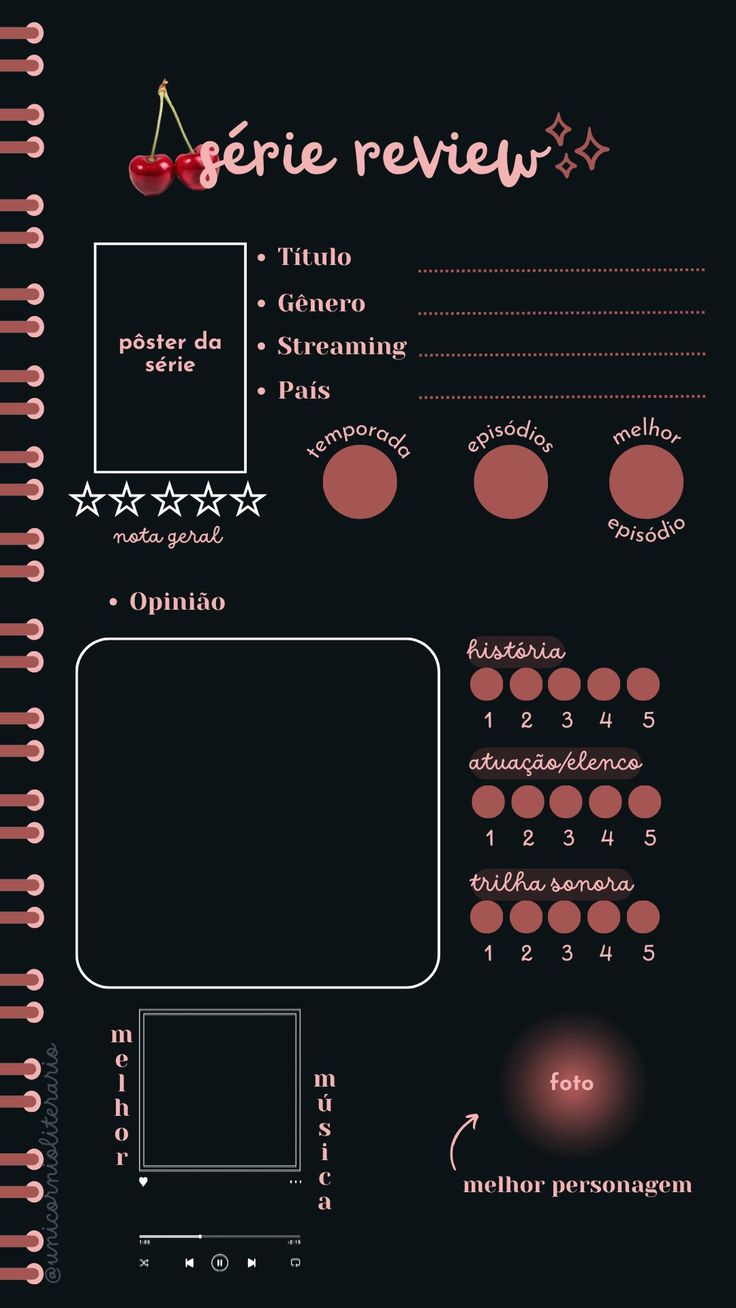 série review
pôster da
série
• Título
• Gênero
• Streaming
• País
nota geral
temporada
episódios
melhor
episódio
• Opinião
história
1 2 3 4 5
atuação/elenco
1 2 3 4 5
trilha sonora
1 2 3 4 5
melhor
música
foto
melhor personagem
@unicornioliterario